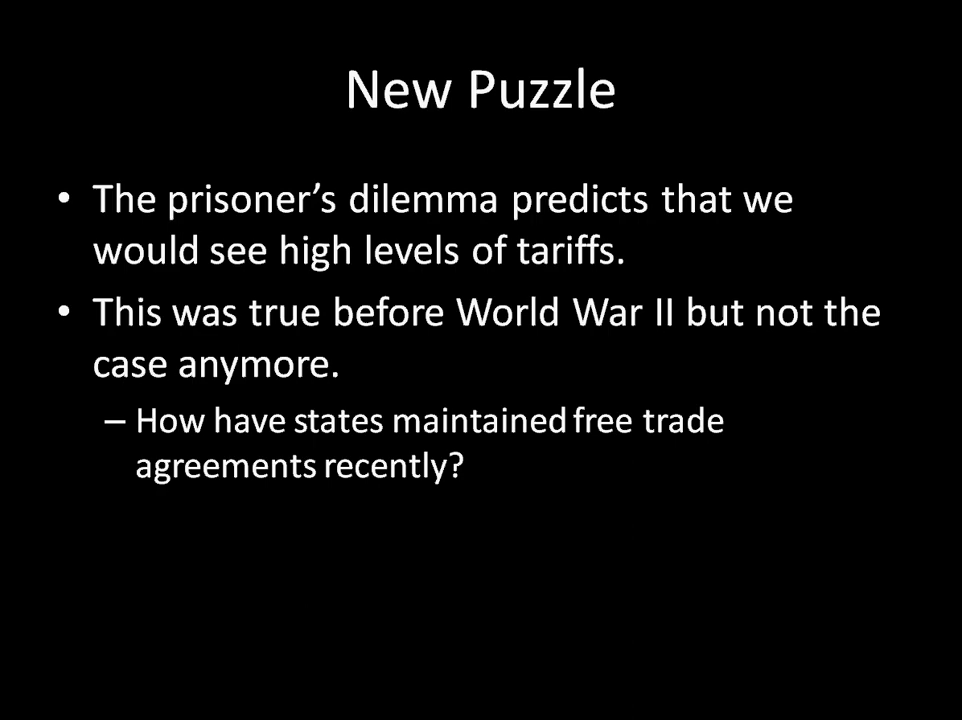 New Puzzle
• The prisoner’s dilemma predicts that we
would see high levels of tariffs.
• This was true before World War II but not the
case anymore.
– How have states maintained free trade
agreements recently?